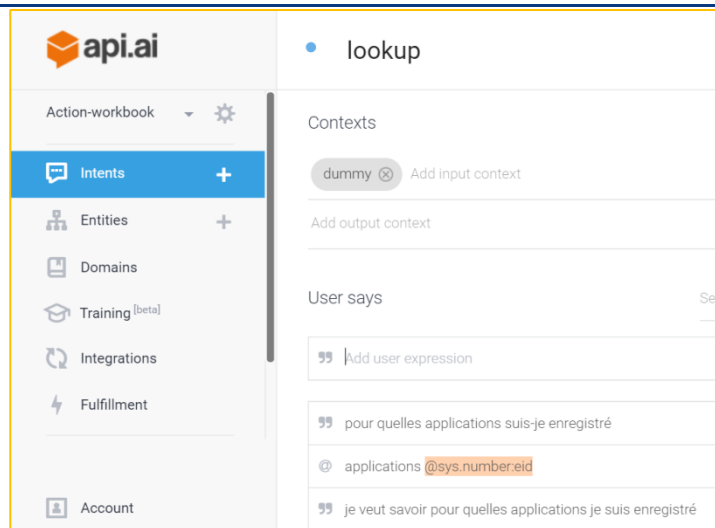 api.ai
lookup
Action-workbook
Contexts
Intents
dummy
Add input context
Entities
Add output context
Domains
User says
Se
Training [beta]
Integrations
Add user expression
Fulfillment
pour quelles applications suis-je enregistré
@ applications @sys.number:eid
Account
je veut savoir pour quelles applications je suis enregistré